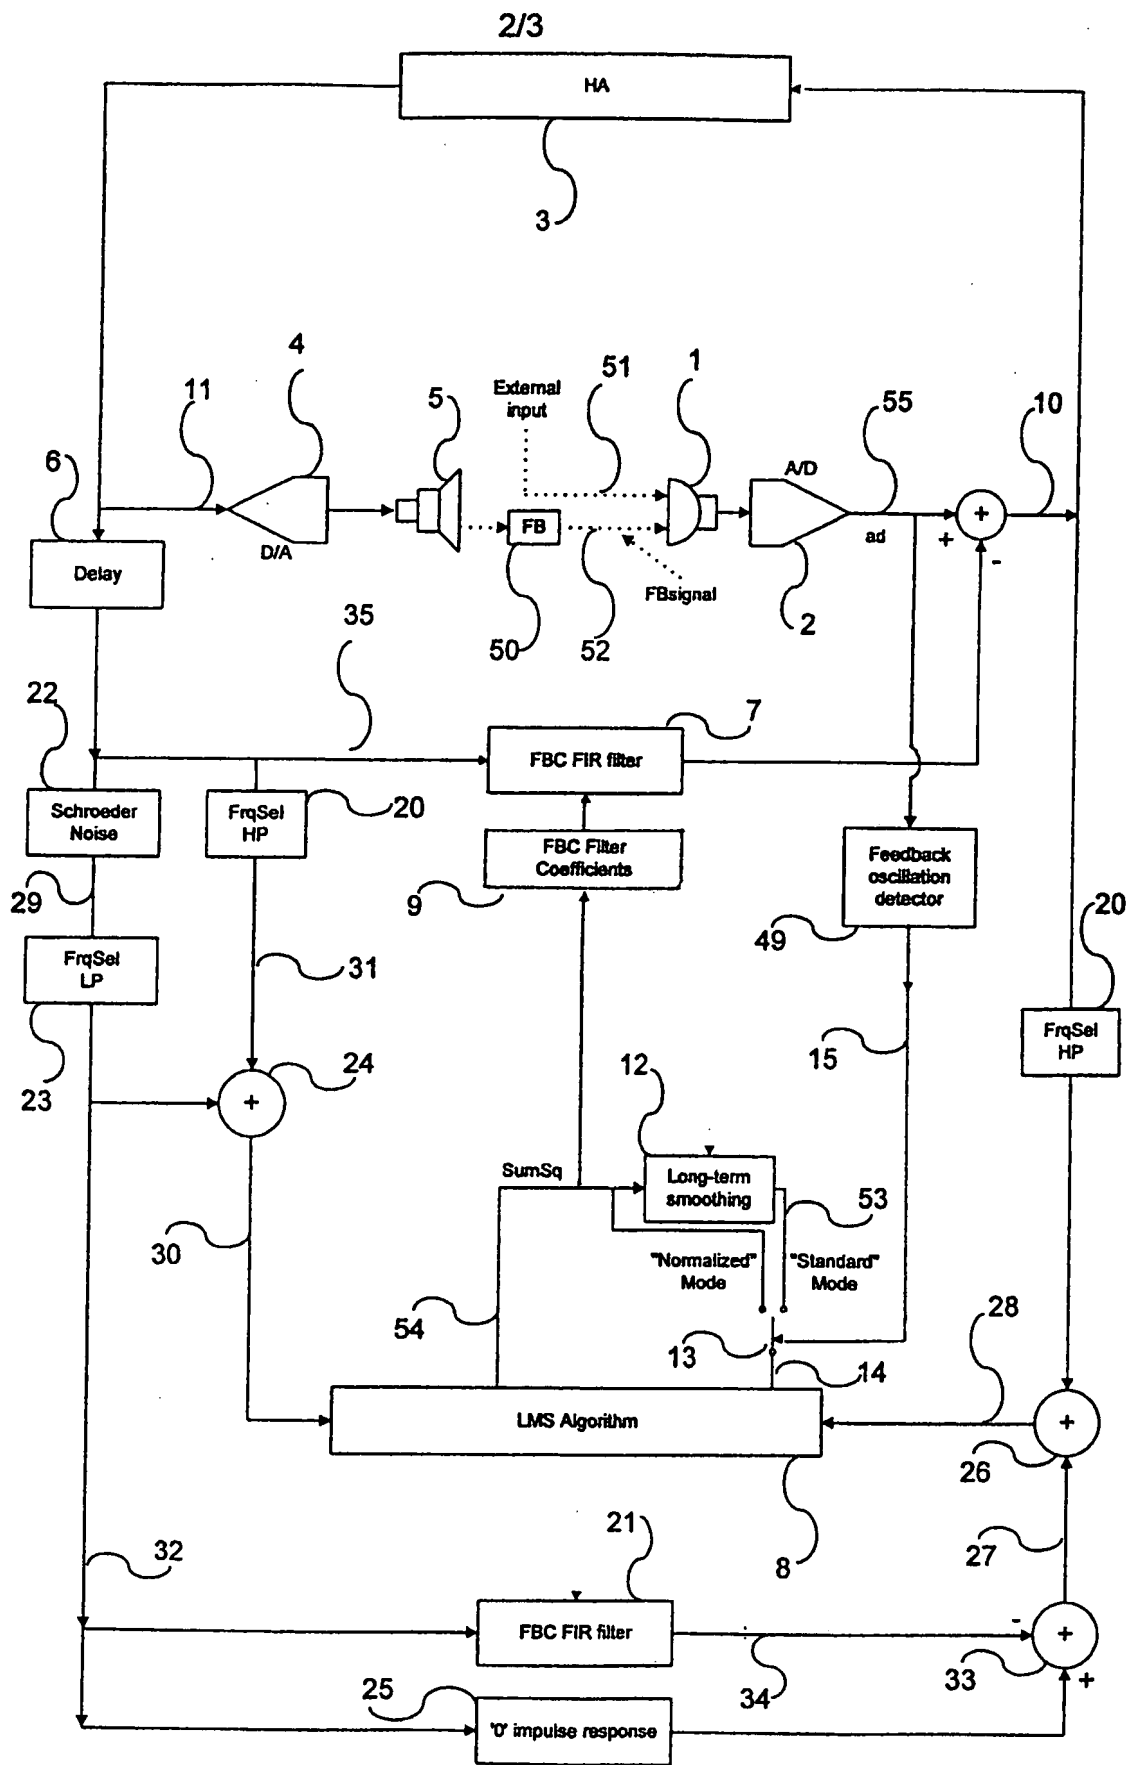 2/3
HA
3
4
11
5
External
input
51
1
55
10
6
A/D
D/A
FB
ad
+
+
-
Delay
FBsignal
50
52
2
35
22
7
FBC FIR filter
Schroeder
Noise
FrqSel
HP
20
FBC Filter
Coefficients
Feedback
oscillation
detector
29
9
49
20
FrqSel
LP
31
FrqSel
HP
15
23
24
+
12
SumSq
Long-term
smoothing
53
30
"Normalized"
Mode
"Standard"
Mode
54
13
28
14
LMS Algorithm
+
26
8
21
27
32
FBC FIR filter
-
+
34
33
+
25
'0' impulse response